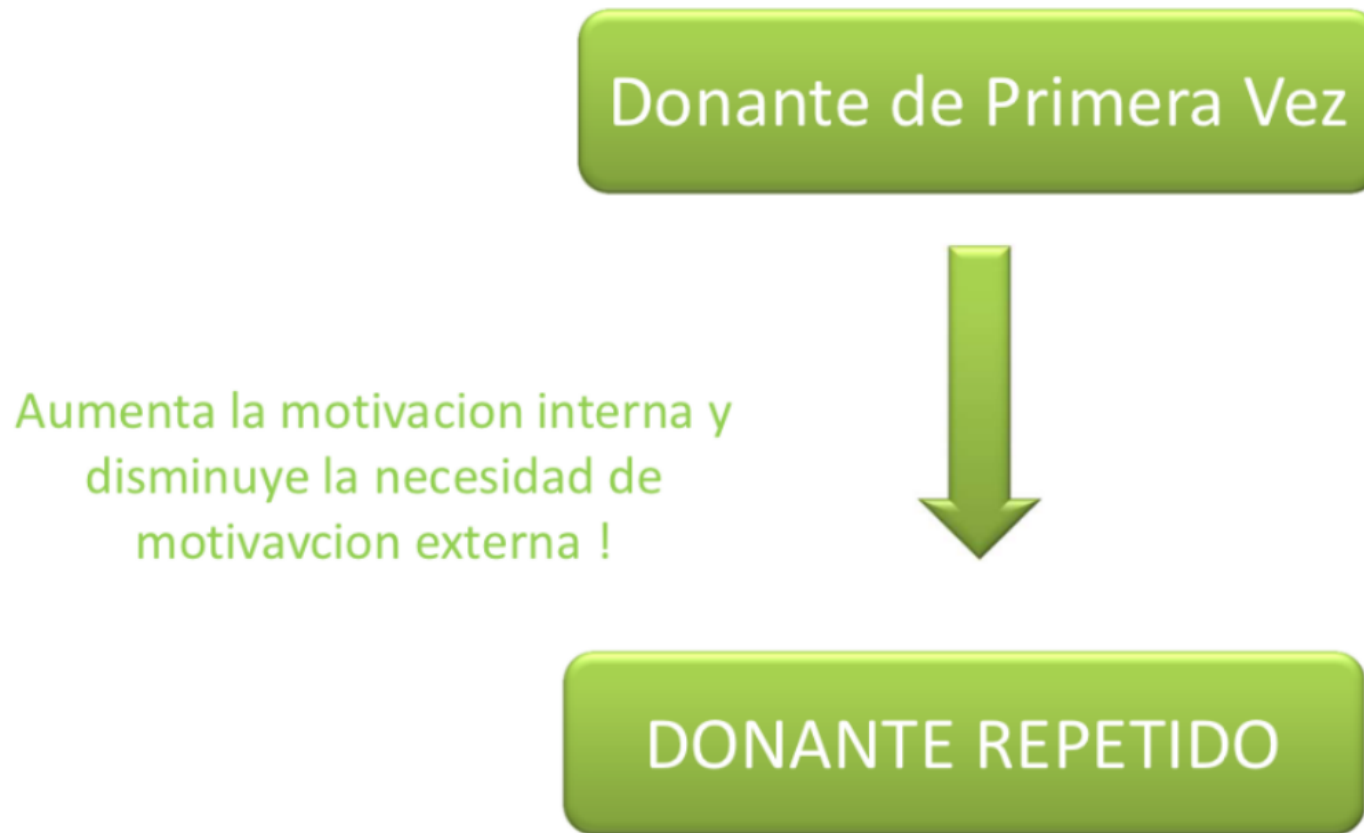 Donante de Primera Vez
Aumenta la motivacion interna y
disminuye la necesidad de
motivavcion externa !
DONANTE REPETIDO